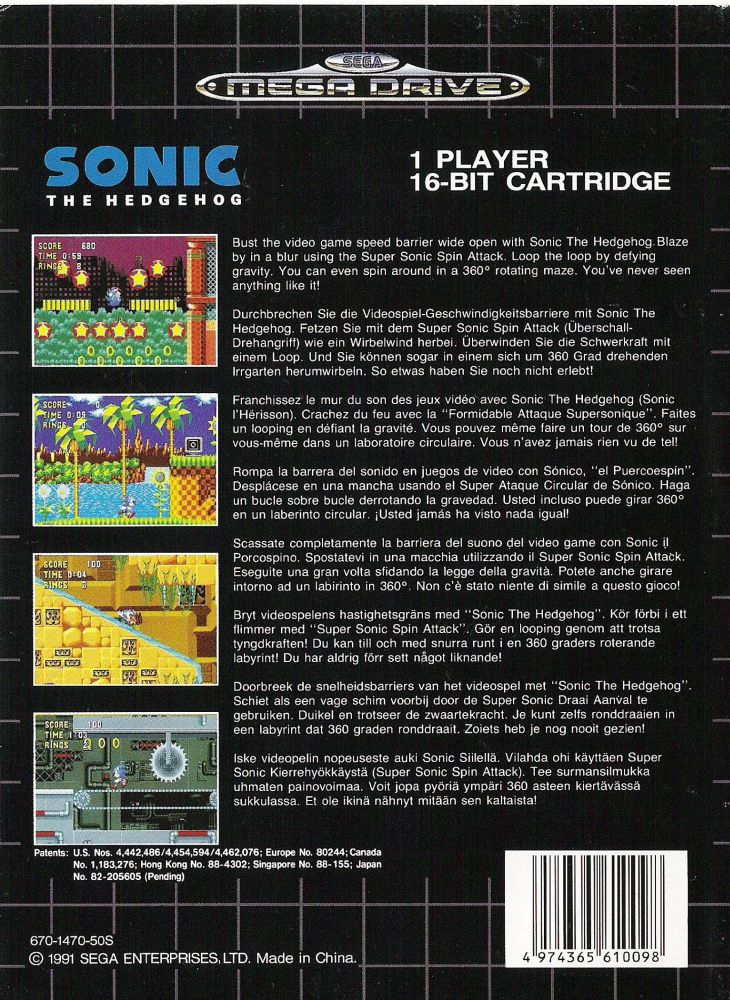 SEGA
MEGA DRIVE
SONIC
THE HEDGEHOG
1 PLAYER
16-BIT CARTRIDGE
SCORE 680
TIME 0:59
RINGS 8
Bust the video game speed barrier wide open with Sonic The Hedgehog.Blaze
by in a blur using the Super Sonic Spin Attack. Loop the loop by defying
gravity. You can even spin around in a 360° rotating maze. You've never seen
anything like it!
Durchbrechen Sie die Videospiel-Geschwindigkeitsbarriere mit Sonic The
Hedgehog. Fetzen Sie mit dem Super Sonic Spin Attack (Überschall-
Drehangriff) wie ein Wirbelwind herbei. Überwinden Sie die Schwerkraft mit
einem Loop. Und Sie können sogar in einem sich um 360 Grad drehenden
Irrgarten herumwirbeln. So etwas haben Sie noch nicht erlebt!
SCORE 0
TIME 0:09
RINGS 0
Franchissez le mur du son des jeux vidéo avec Sonic The Hedgehog (Sonic
l'Hérisson). Crachez du feu avec la "Formidable Attaque Supersonique". Faites
un looping en défiant la gravité. Vous pouvez même faire un tour de 360° sur
vous-même dans un laboratoire circulaire. Vous n'avez jamais rien vu de tel!
Rompa la barrera del sonido en juegos de video con Sónico, "el Puercoespín".
Desplácese en una mancha usando el Super Ataque Circular de Sónico. Haga
un bucle sobre bucle derrotando la gravedad. Usted incluso puede girar 360°
en un laberinto circular. ¡Usted jamás ha visto nada igual!
SCORE 100
TIME 0:04
RINGS
Scassate completamente la barriera del suono del video game con Sonic il
Porcospino. Spostatevi in una macchia utilizzando il Super Sonic Spin Attack.
Eseguite una gran volta sfidando la legge della gravità. Potete anche girare
intorno ad un labirinto in 360°. Non c'è stato niente di simile a questo gioco!
Bryt videospelens hastighetsgräns med "Sonic The Hedgehog". Kör förbi i ett
flimmer med "Super Sonic Spin Attack". Gör en looping genom att trotsa
tyngdkraften! Du kan till och med snurra runt i en 360 graders roterande
labyrint! Du har aldrig förr sett något liknande!
Doorbreek de snelheidsbarriers van het videospel met "Sonic The Hedgehog".
Schiet als een vage schim voorbij door de Super Sonic Draai Aanval te
gebruiken. Duikel en trotseer de zwaartekracht. Je kunt zelfs ronddraaien in
een labyrint dat 360 graden ronddraait. Zoiets heb je nog nooit gezien!
SCORE 100
TIME 1:03
RINGS
Iske videopelin nopeuseste auki Sonic Siilellä. Vilahda ohi käyttäen Super
Sonic Kierrehyökkäystä (Super Sonic Spin Attack). Tee surmansilmukka
uhmaten painovoimaa. Voit jopa pyöriä ympäri 360 asteen kiertävässä
sukkulassa. Et ole ikinä nähnyt mitään sen kaltaista!
Patents: U.S. Nos. 4,442,486/4,454,594/4,462,076; Europe No. 80244; Canada
No. 1,183,276; Hong Kong No. 88-4302; Singapore No. 88-155; Japan
No. 82-205605 (Pending)
670-1470-50S
© 1991 SEGA ENTERPRISES, LTD. Made in China.
4 974365 610098